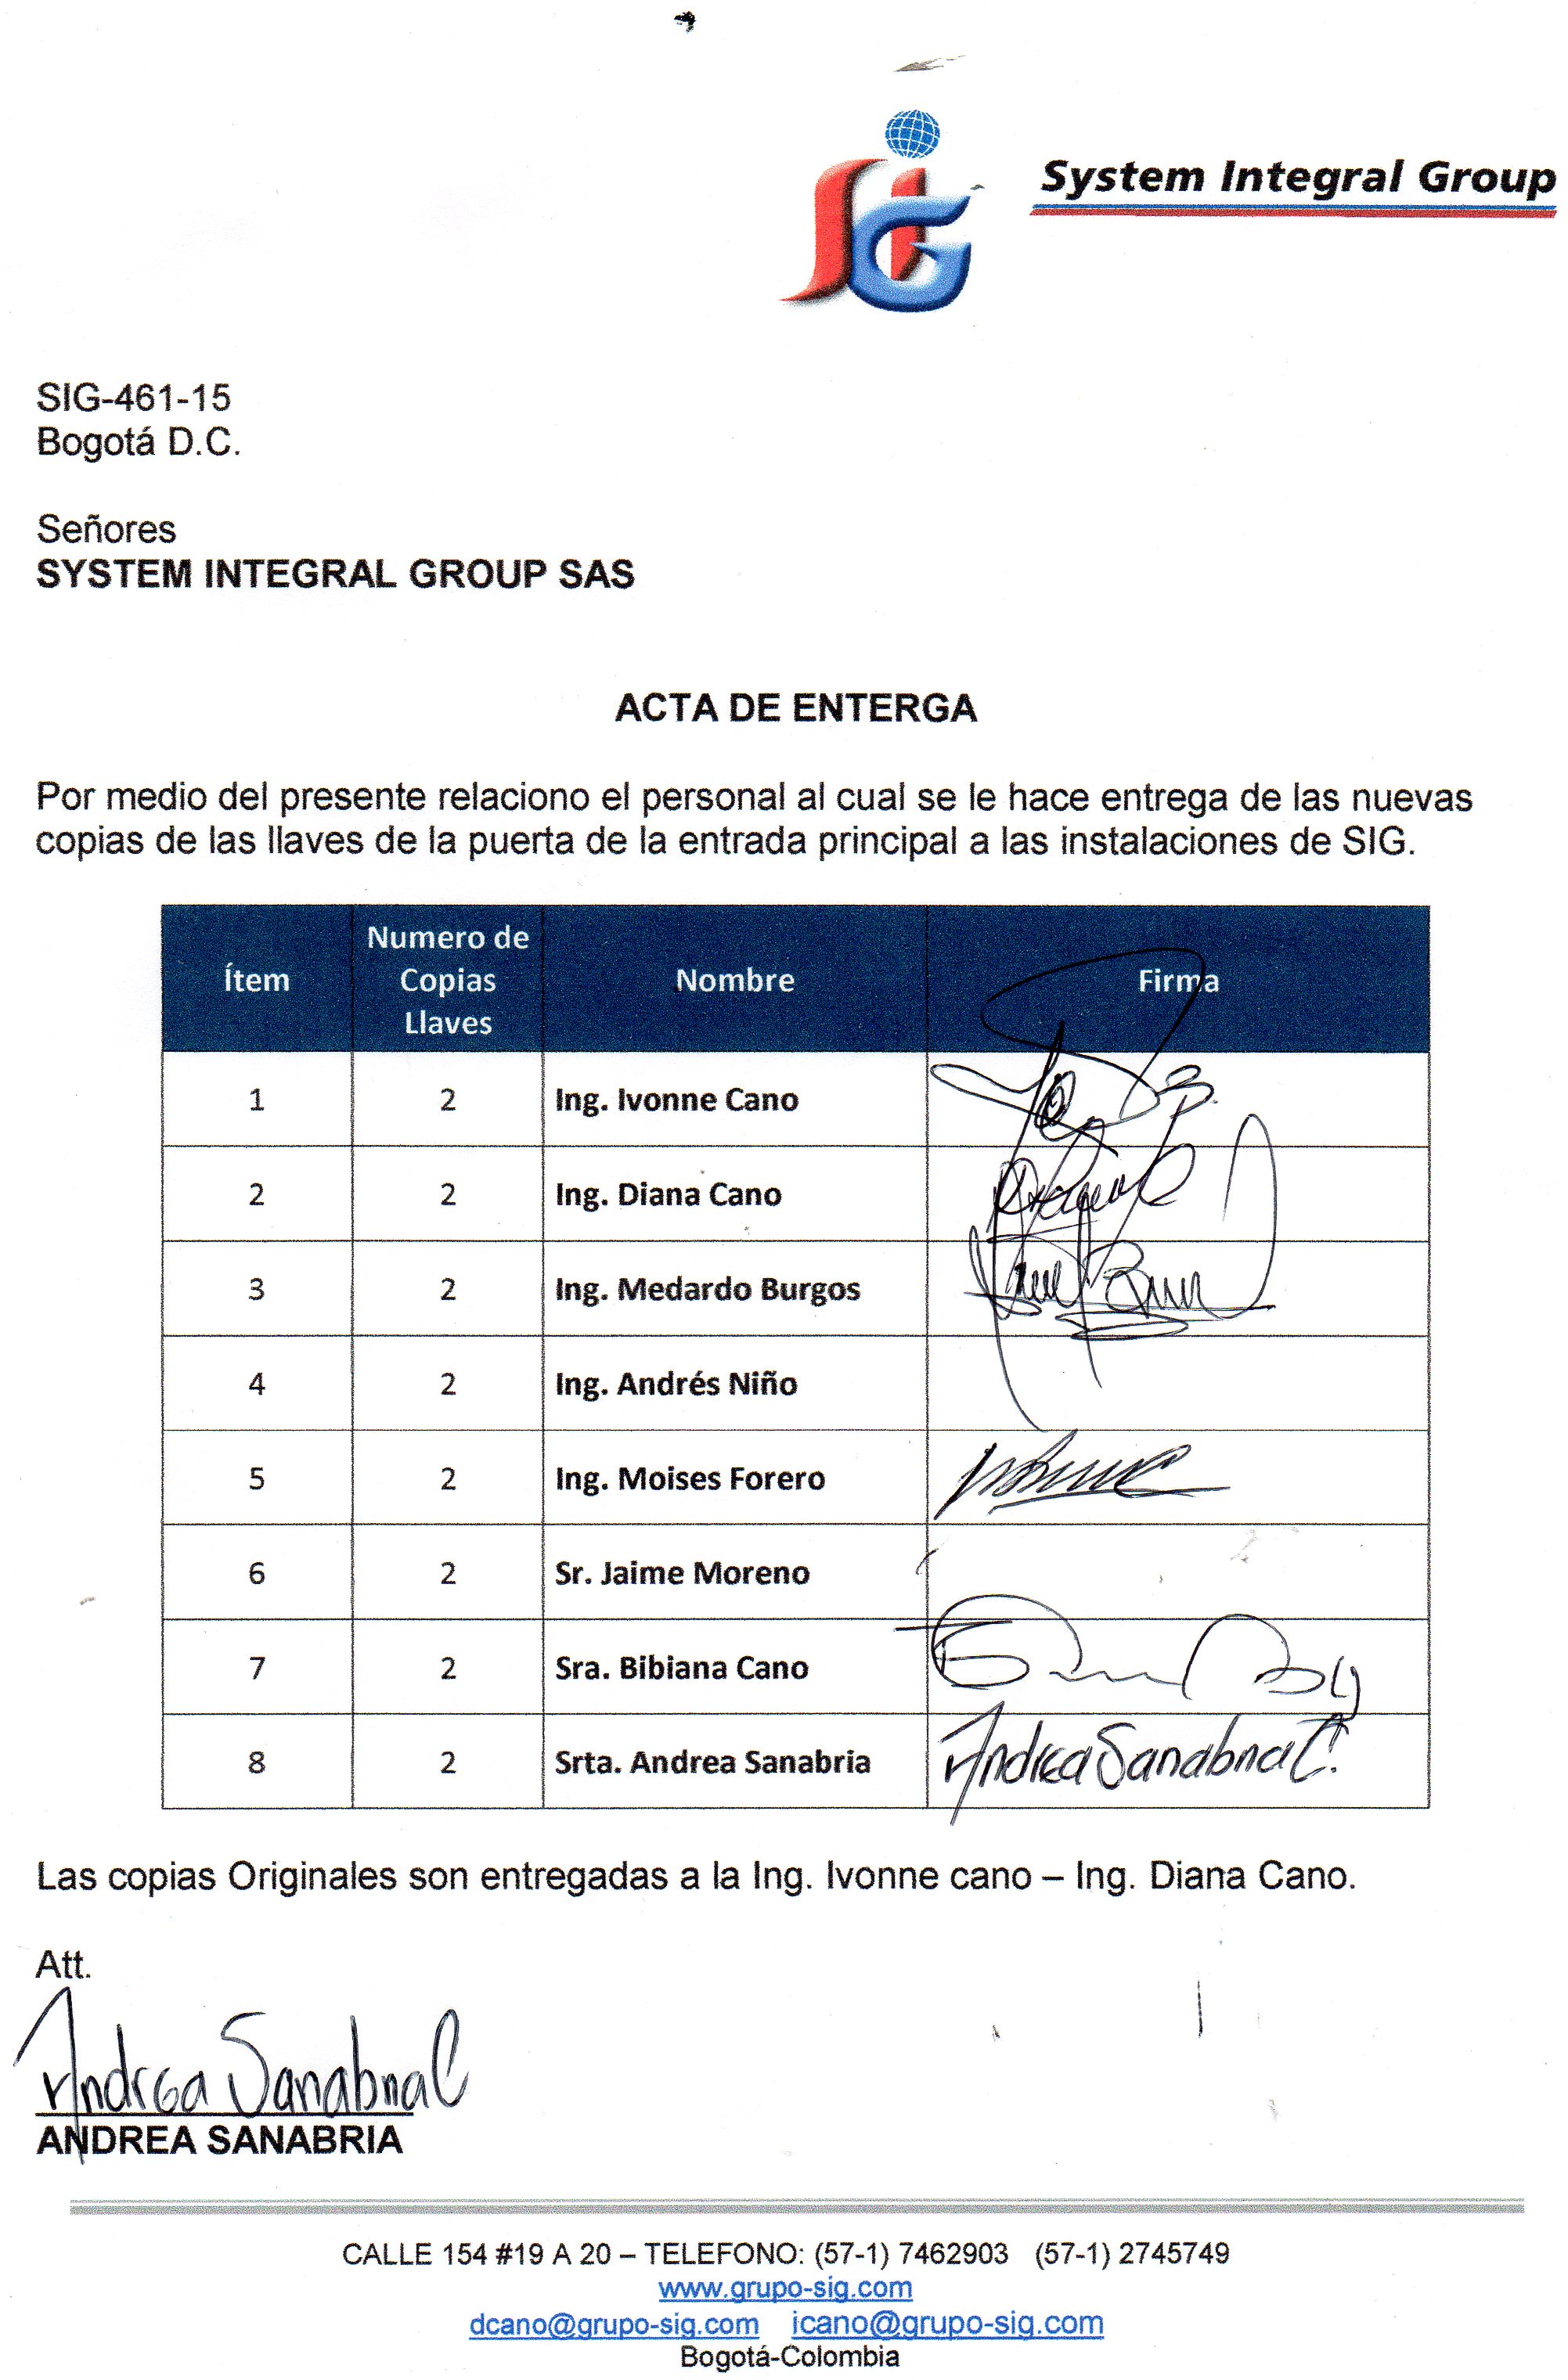 System Integral Group
SIG-461-15
Bogotá D.C.
Señores
SYSTEM INTEGRAL GROUP SAS
ACTA DE ENTERGA
Por medio del presente relaciono el personal al cual se le hace entrega de las nuevas
copias de las llaves de la puerta de la entrada principal a las instalaciones de SIG.
Ítem Numero de Copias Llaves Nombre Firma
1 2 Ing. Ivonne Cano
2 2 Ing. Diana Cano
3 2 Ing. Medardo Burgos
4 2 Ing. Andrés Niño
5 2 Ing. Moises Forero
6 2 Sr. Jaime Moreno
7 2 Sra. Bibiana Cano
8 2 Srta. Andrea Sanabria Andrea Sanabria C.
Las copias Originales son entregadas a la Ing. Ivonne cano – Ing. Diana Cano.
Att.
Andrea Sanabria C
ANDREA SANABRIA
CALLE 154 #19 A 20 – TELEFONO: (57-1) 7462903 (57-1) 2745749
www.grupo-sig.com
dcano@grupo-sig.com icano@grupo-sig.com
Bogotá-Colombia